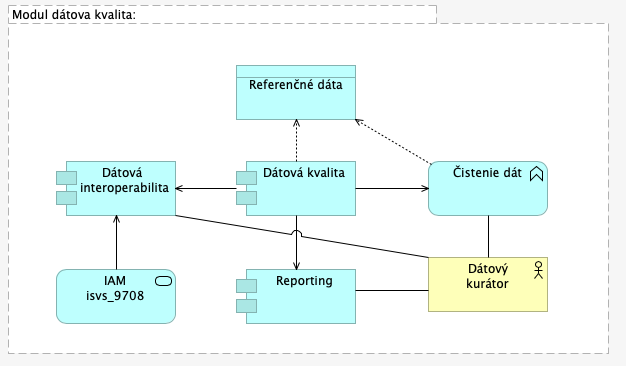 Modul dátova kvalita:
Referenčné dáta
Dátová
interoperabilita
Dátová kvalita
Čistenie dát
IAM
isvs_9708
Reporting
Dátový
kurátor